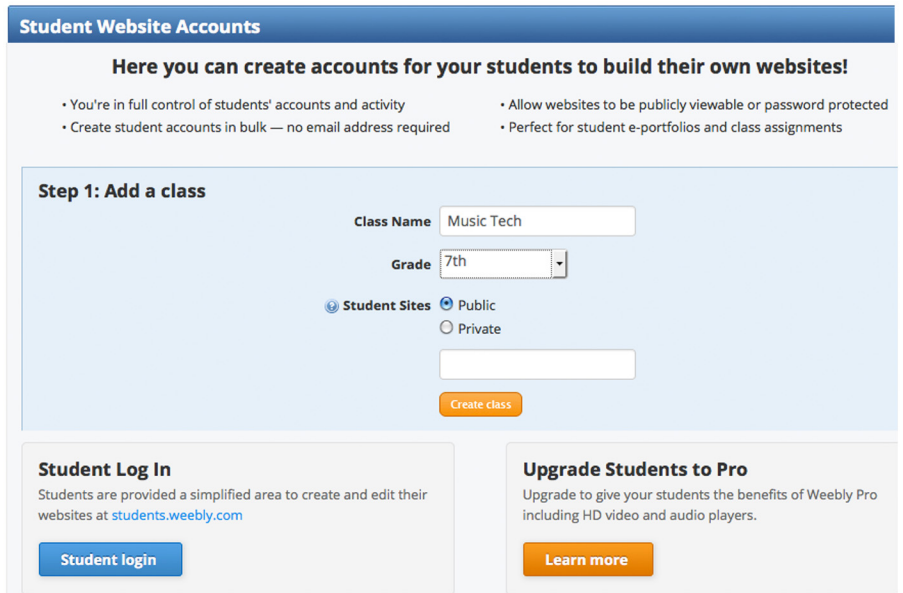 Student Website Accounts
Here you can create accounts for your students to build their own websites!
• You're in full control of students' accounts and activity
• Create student accounts in bulk — no email address required
• Allow websites to be publicly viewable or password protected
• Perfect for student e-portfolios and class assignments
Step 1: Add a class
Class Name Music Tech
Grade 7th
Student Sites Public
Private
Create class
Student Log In
Students are provided a simplified area to create and edit their
websites at students.weebly.com
Student login
Upgrade Students to Pro
Upgrade to give your students the benefits of Weebly Pro
including HD video and audio players.
Learn more